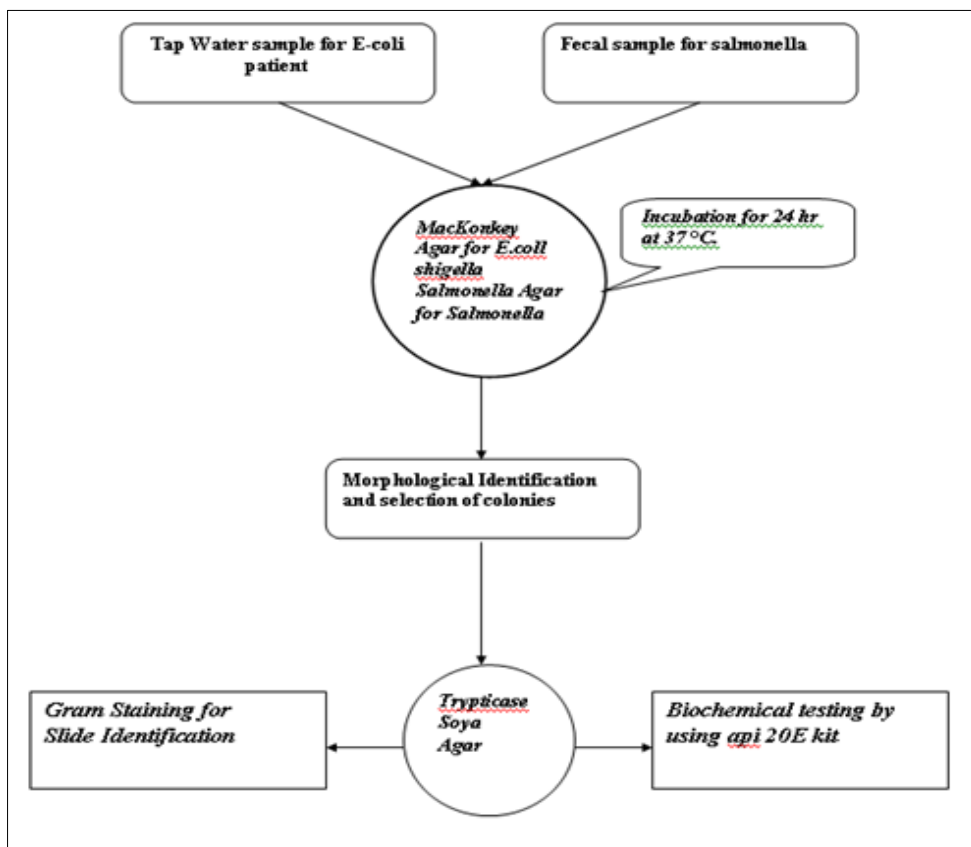 Tap Water sample for E-coli
patient
Fecal sample for salmonella
MacKonkey
Agar for E.coll
shigella
Salmonella Agar
for Salmonella
Incubation for 24 hr
at 37°C.
Morphological Identification
and selection of colonies
Gram Staining for
Slide Identification
Trypticase
Soya
Agar
Biochemical testing by
using api 20E kit